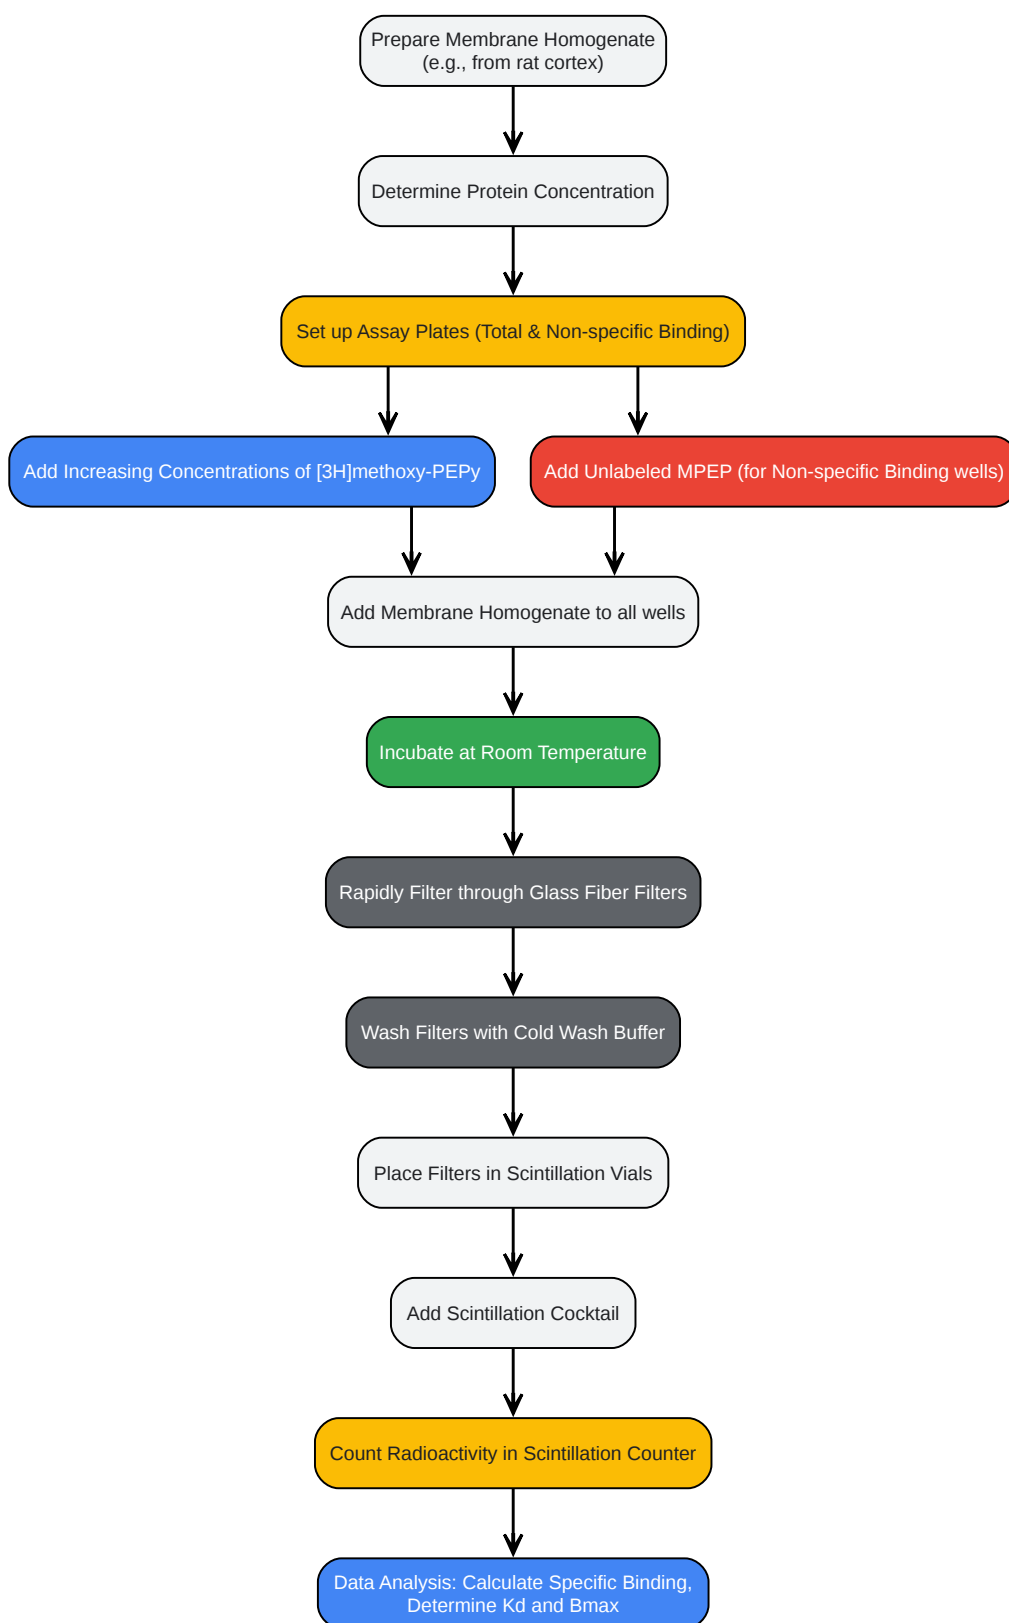 Prepare Membrane Homogenate
(e.g., from rat cortex)
Determine Protein Concentration
Set up Assay Plates (Total & Non-specific Binding)
Add Increasing Concentrations of [3H]methoxy-PEPy
Add Unlabeled MPEP (for Non-specific Binding wells)
Add Membrane Homogenate to all wells
Incubate at Room Temperature
Rapidly Filter through Glass Fiber Filters
Wash Filters with Cold Wash Buffer
Place Filters in Scintillation Vials
Add Scintillation Cocktail
Count Radioactivity in Scintillation Counter
Data Analysis: Calculate Specific Binding,
Determine Kd and Bmax